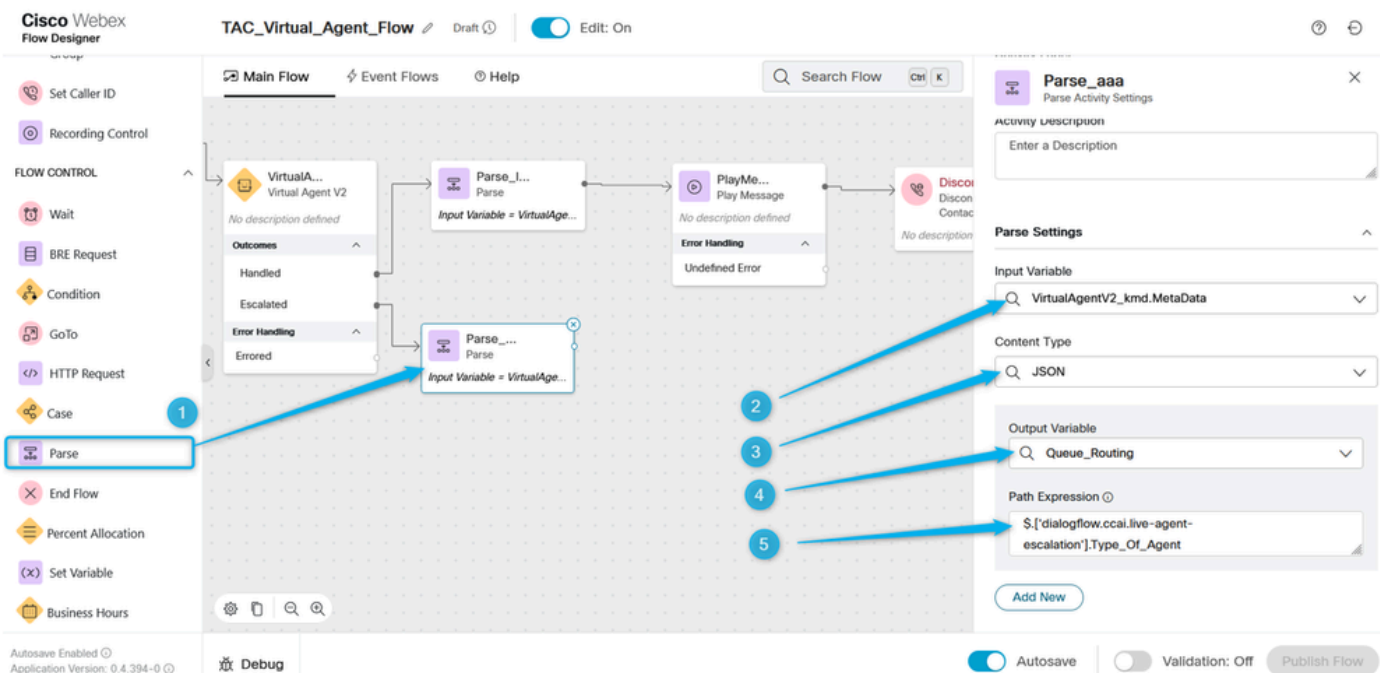 Cisco Webex
Flow Designer
TAC_Virtual_Agent_Flow
Draft
Edit: On
Group
Set Caller ID
Recording Control
FLOW CONTROL
Wait
BRE Request
Condition
GoTo
HTTP Request
Case
Parse
End Flow
Percent Allocation
Set Variable
Business Hours
Autosave Enabled
Application Version: 0.4.394-0
Main Flow
Event Flows
Help
Search Flow
Ctrl K
VirtualA...
Virtual Agent V2
No description defined
Outcomes
Handled
Escalated
Error Handling
Errored
Parse_I...
Parse
Input Variable = VirtualAge...
Parse_...
Parse
Input Variable = VirtualAge...
PlayMe...
Play Message
No description defined
Error Handling
Undefined Error
Discon
Contac
No description
1
2
3
4
5
Debug
Parse_aaa
Parse Activity Settings
Activity Description
Enter a Description
Parse Settings
Input Variable
VirtualAgentV2_kmd.MetaData
Content Type
JSON
Output Variable
Queue_Routing
Path Expression
$.['dialogflow.ccai.live-agent-
escalation'].Type_Of_Agent
Add New
Autosave
Validation: Off
Publish Flow